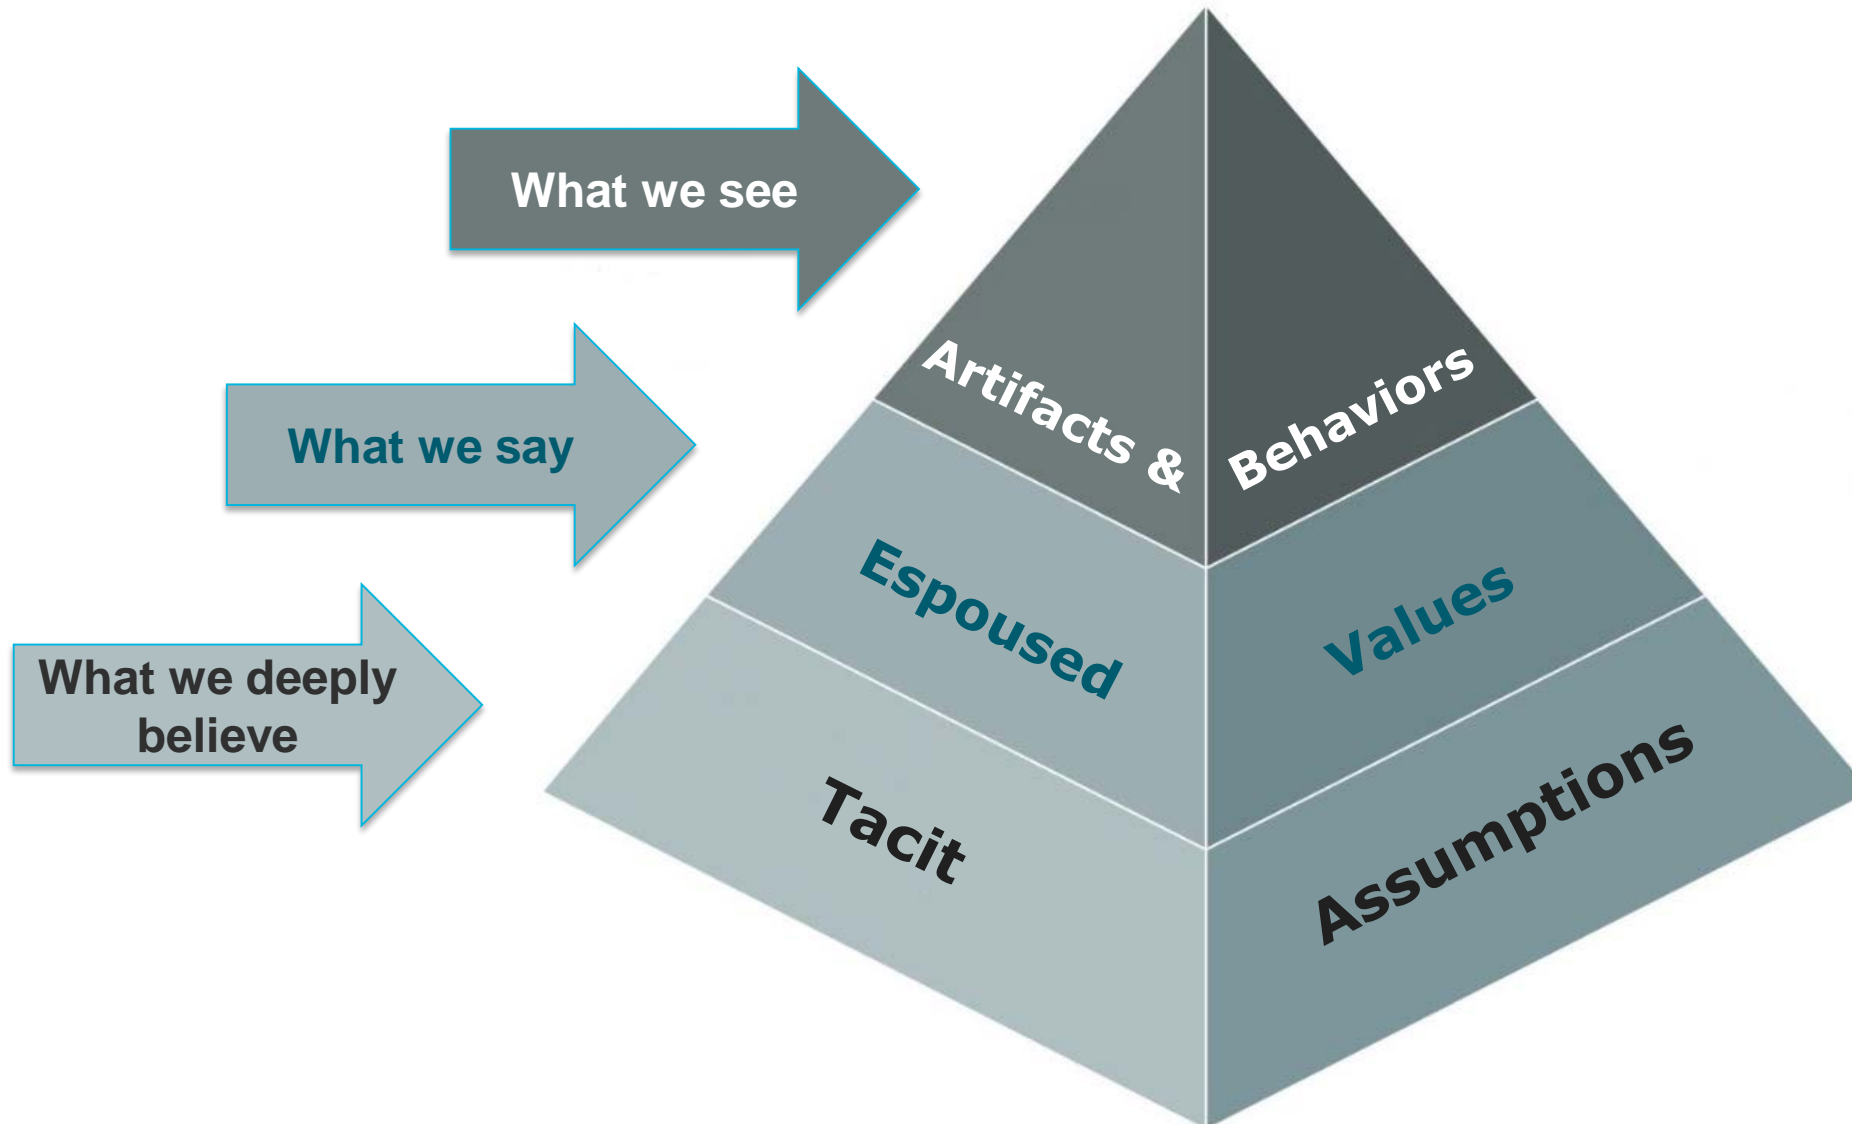 What we see
Artifacts & Behaviors
What we say
Espoused Values
What we deeply
believe
Tacit Assumptions